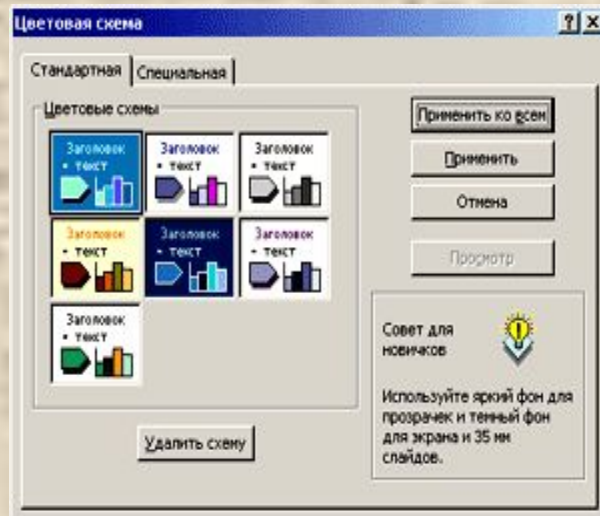 Цветовая схема
Стандартная Специальная
Цветовые схемы
Заголовок Заголовок Заголовок
• текст • текст • текст
Заголовок Заголовок Заголовок
• текст • текст • текст
Заголовок
• текст
Удалить схему
Применить ко всем
Применить
Отмена
Просмотр
Совет для
новичков
Используйте яркий фон для
прозрачек и темный фон
для экрана и 35 мм
слайдов.